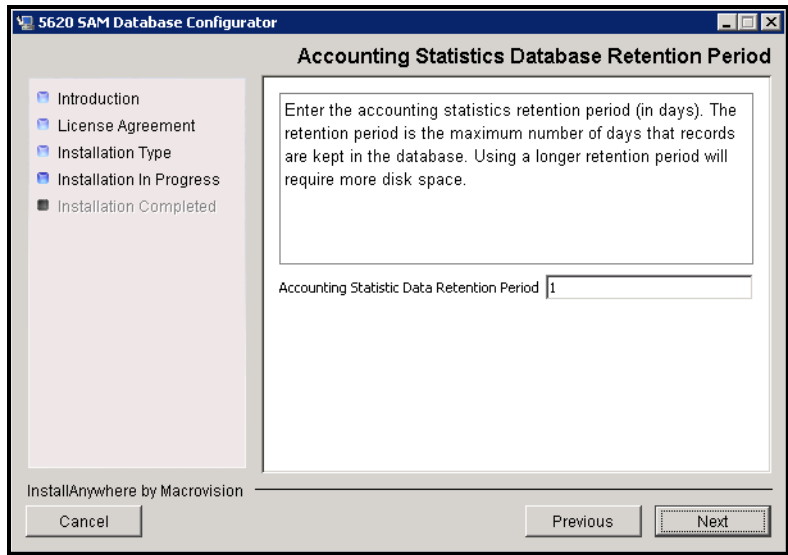 5620 SAM Database Configurator
Accounting Statistics Database Retention Period
Introduction
License Agreement
Installation Type
Installation In Progress
Installation Completed
Enter the accounting statistics retention period (in days). The
retention period is the maximum number of days that records
are kept in the database. Using a longer retention period will
require more disk space.
Accounting Statistic Data Retention Period 1
InstallAnywhere by Macrovision
Cancel
Previous
Next